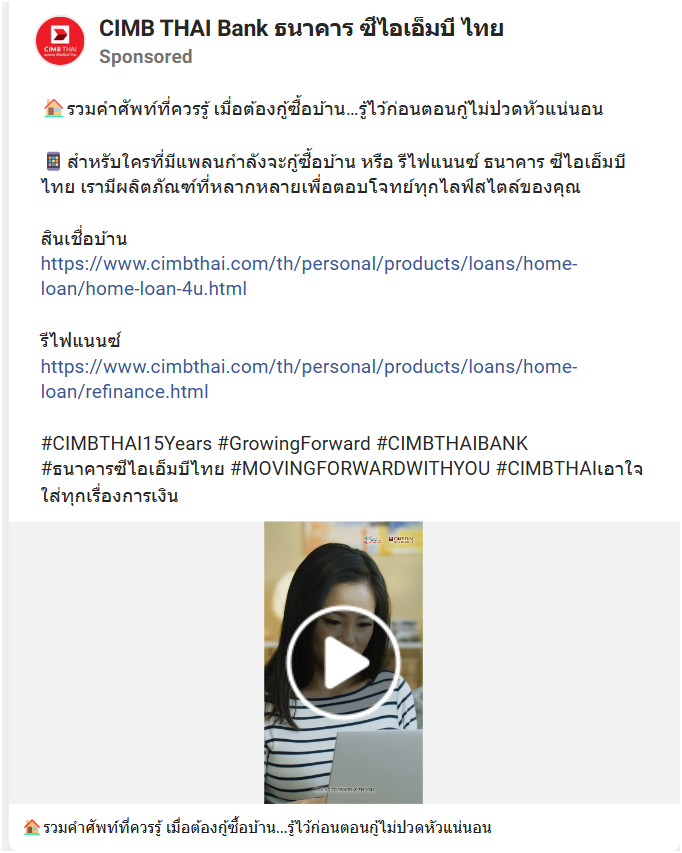 CIMB THAI Bank ธนาคาร ซีไอเอ็มบี ไทย
CIMB THAI
Sponsored
🏠รวมคำศัพท์ที่ควรรู้ เมื่อต้องกู้ซื้อบ้าน...รู้ไว้ก่อนตอนกู้ไม่ปวดหัวแน่นอน
📱 สำหรับใครที่มีแพลนกำลังจะกู้ซื้อบ้าน หรือ รีไฟแนนซ์ ธนาคาร ซีไอเอ็มบี
ไทย เรามีผลิตภัณฑ์ที่หลากหลายเพื่อตอบโจทย์ทุกไลฟ์สไตล์ของคุณ
สินเชื่อบ้าน
https://www.cimbthai.com/th/personal/products/loans/home-
loan/home-loan-4u.html
รีไฟแนนซ์
https://www.cimbthai.com/th/personal/products/loans/home-
loan/refinance.html
#CIMBTHAI15Years #GrowingForward #CIMBTHAIBANK
#ธนาคารซีไอเอ็มบีไทย #MOVINGFORWARDWITHYOU #CIMBTHAIเอาใจ
ใส่ทุกเรื่องการเงิน
CIMB THAI
🏠รวมคำศัพท์ที่ควรรู้ เมื่อต้องกู้ซื้อบ้าน...รู้ไว้ก่อนตอนกู้ไม่ปวดหัวแน่นอน